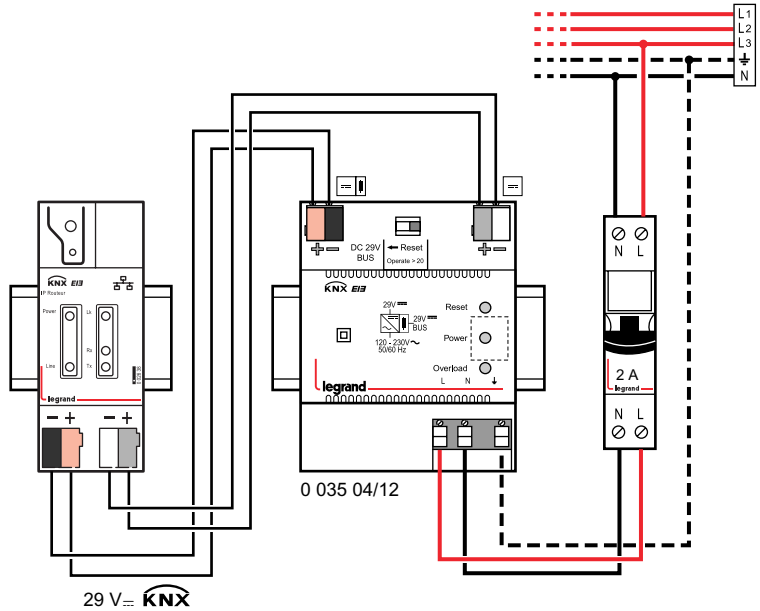 L1
L2
L3
N
DC 29V
BUS
Reset
Operate > 20
KNX EIB
IP Routeur
Power
LK
Line
Rx
Tx
legrand
KNX EIB
29V
29V
BUS
120 - 230V~
50/60 Hz
Reset
Power
Overload
L N
legrand
N L
2 A
legrand
N L
− +
− +
+ −
+ −
0 035 04/12
29 V KNX